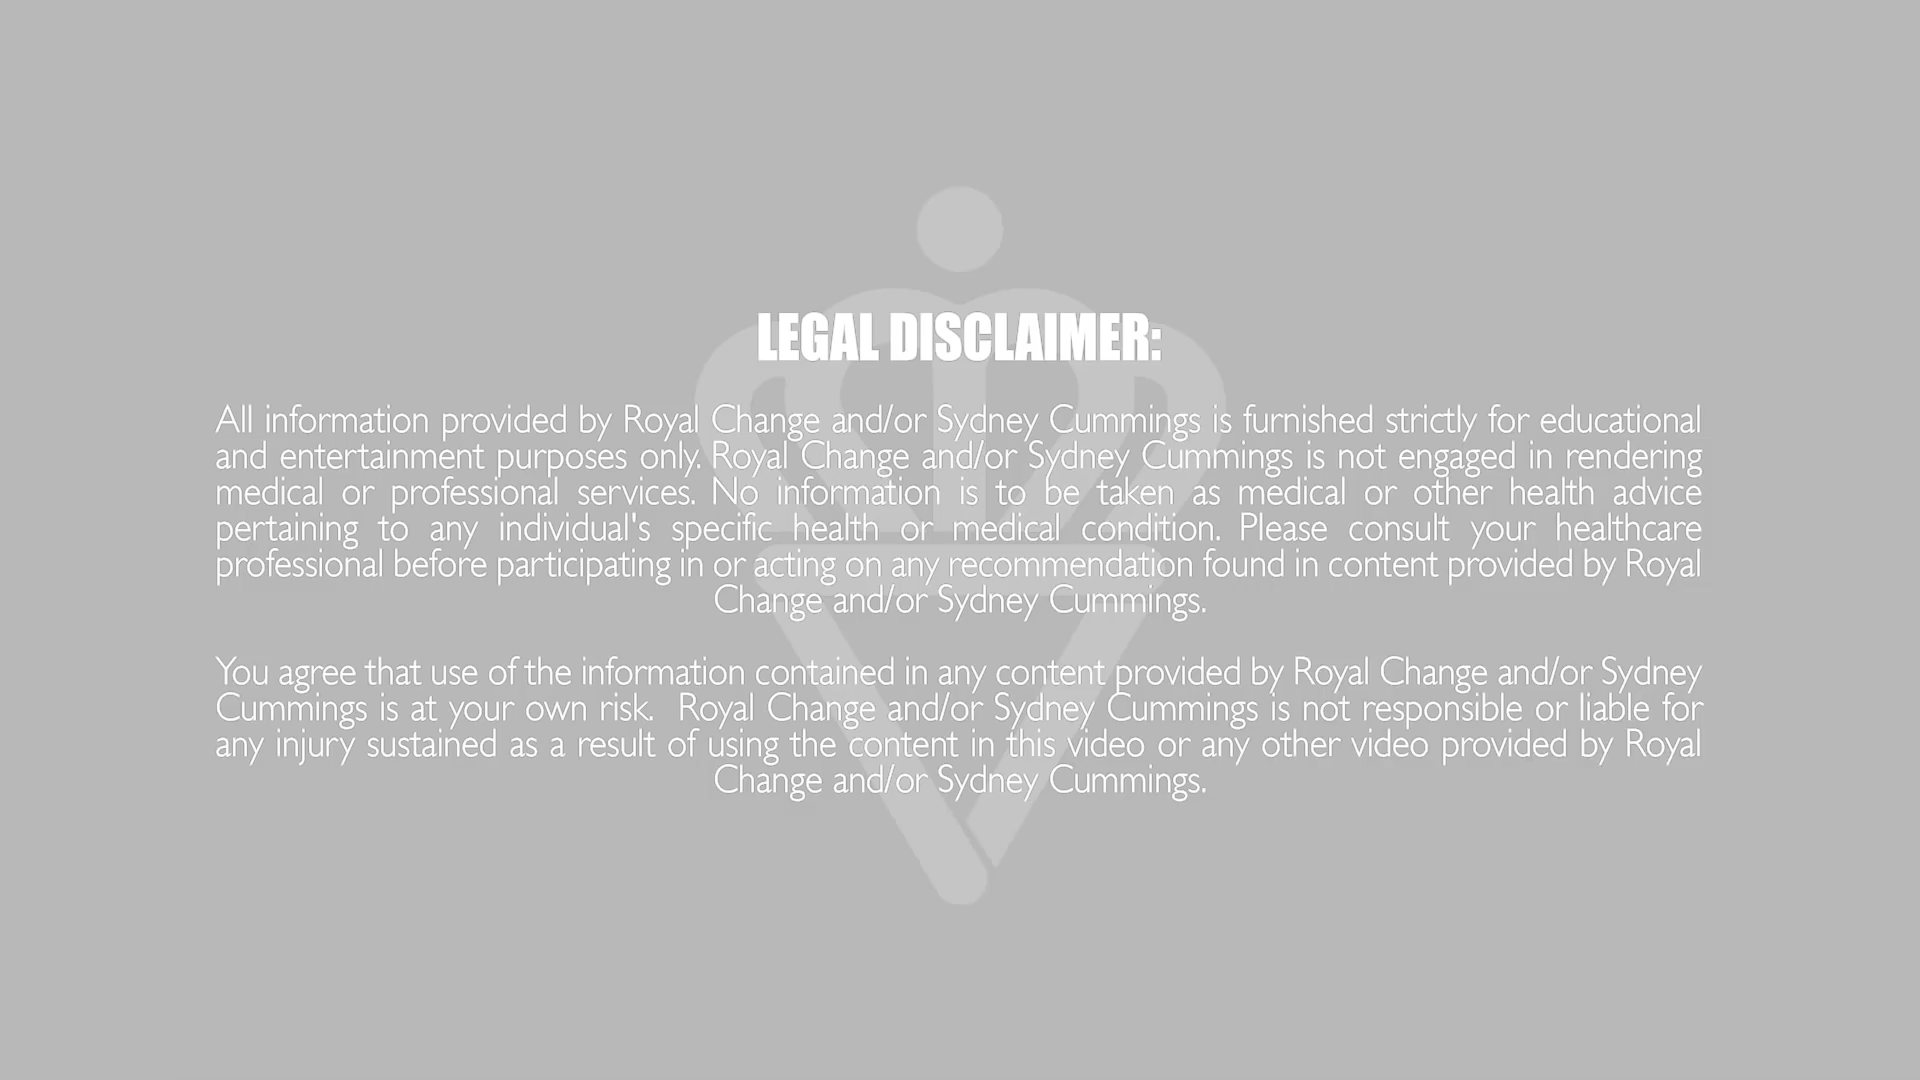 LEGAL DISCLAIMER:
All information provided by Royal Change and/or Sydney Cummings is furnished strictly for educational
and entertainment purposes only. Royal Change and/or Sydney Cummings is not engaged in rendering
medical or professional services. No information is to be taken as medical or other health advice
pertaining to any individual's specific health or medical condition. Please consult your healthcare
professional before participating in or acting on any recommendation found in content provided by Royal
Change and/or Sydney Cummings.
You agree that use of the information contained in any content provided by Royal Change and/or Sydney
Cummings is at your own risk.  Royal Change and/or Sydney Cummings is not responsible or liable for
any injury sustained as a result of using the content in this video or any other video provided by Royal
Change and/or Sydney Cummings.